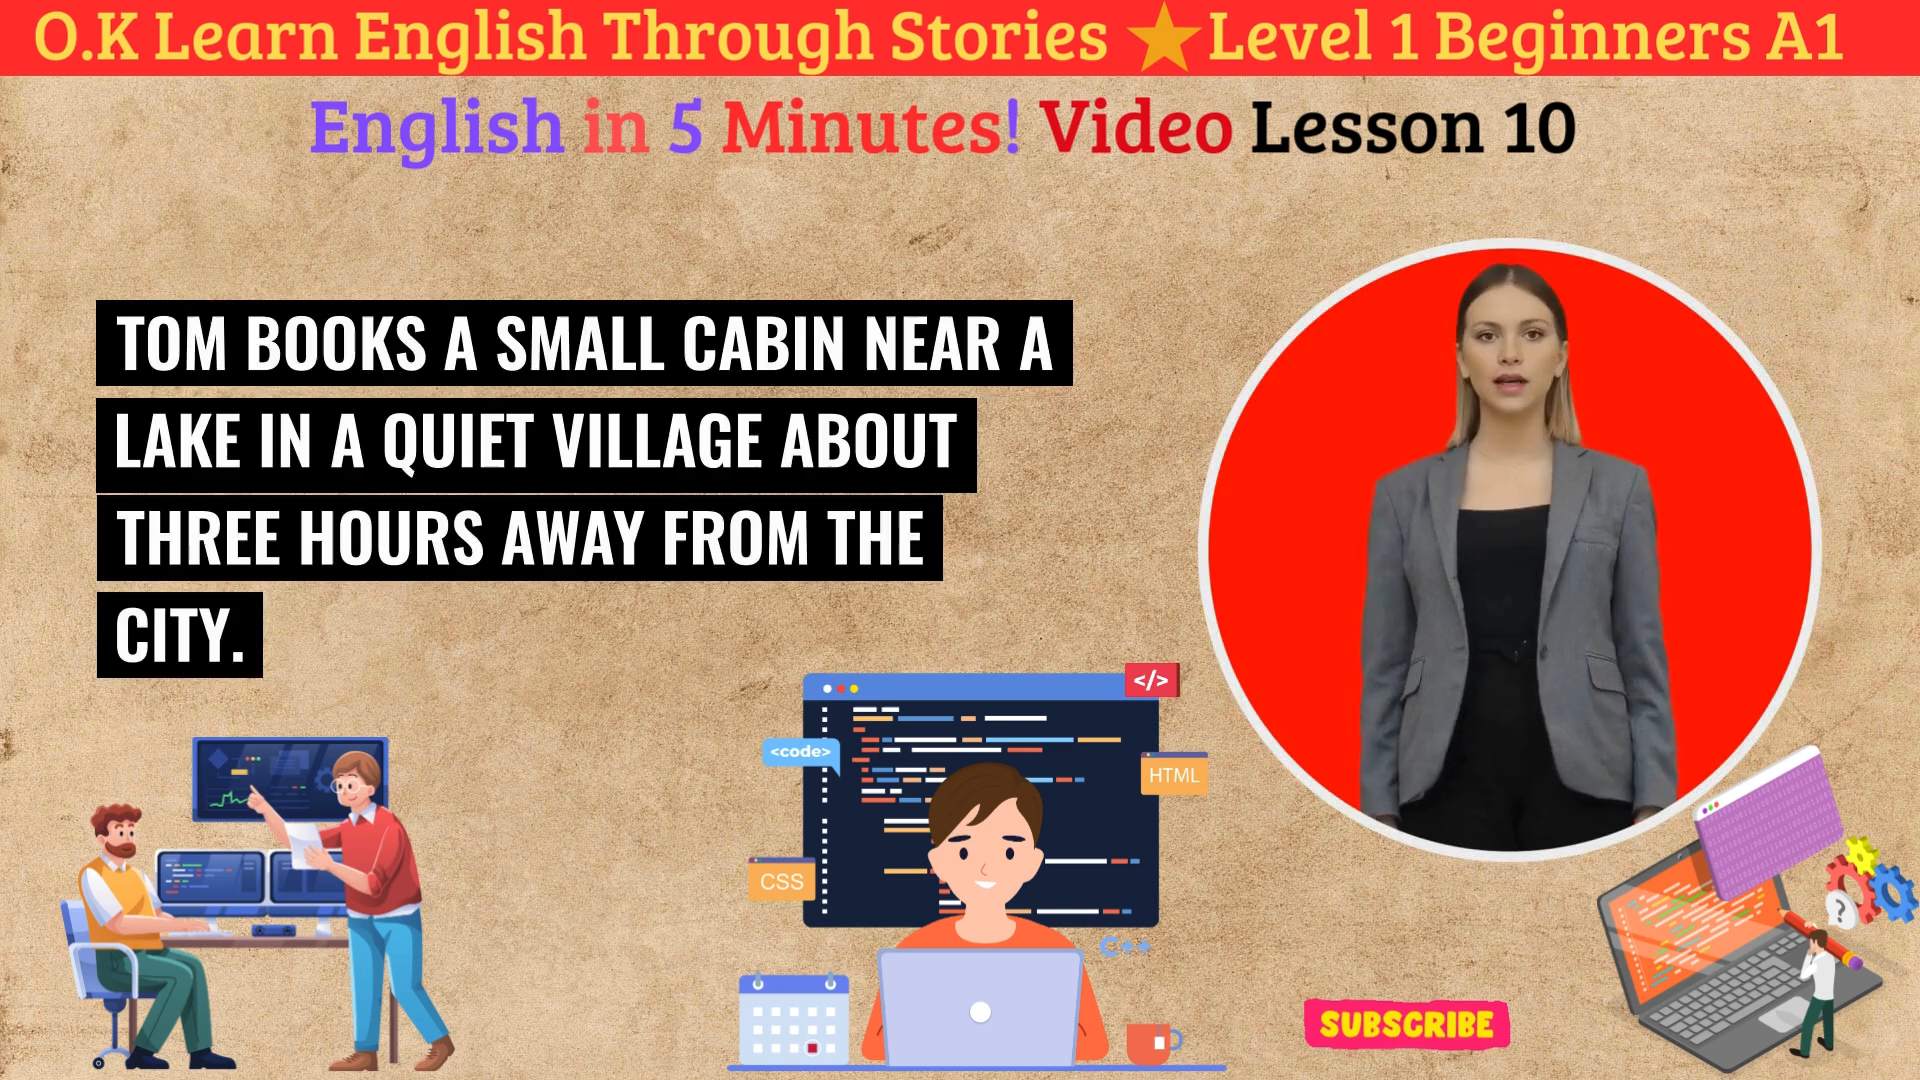 O.K Learn English Through Stories ⭐Level 1 Beginners A1
English in 5 Minutes! Video Lesson 10
TOM BOOKS A SMALL CABIN NEAR A
LAKE IN A QUIET VILLAGE ABOUT
THREE HOURS AWAY FROM THE
CITY.
</>
<code>
HTML
CSS
C++
?
SUBSCRIBE